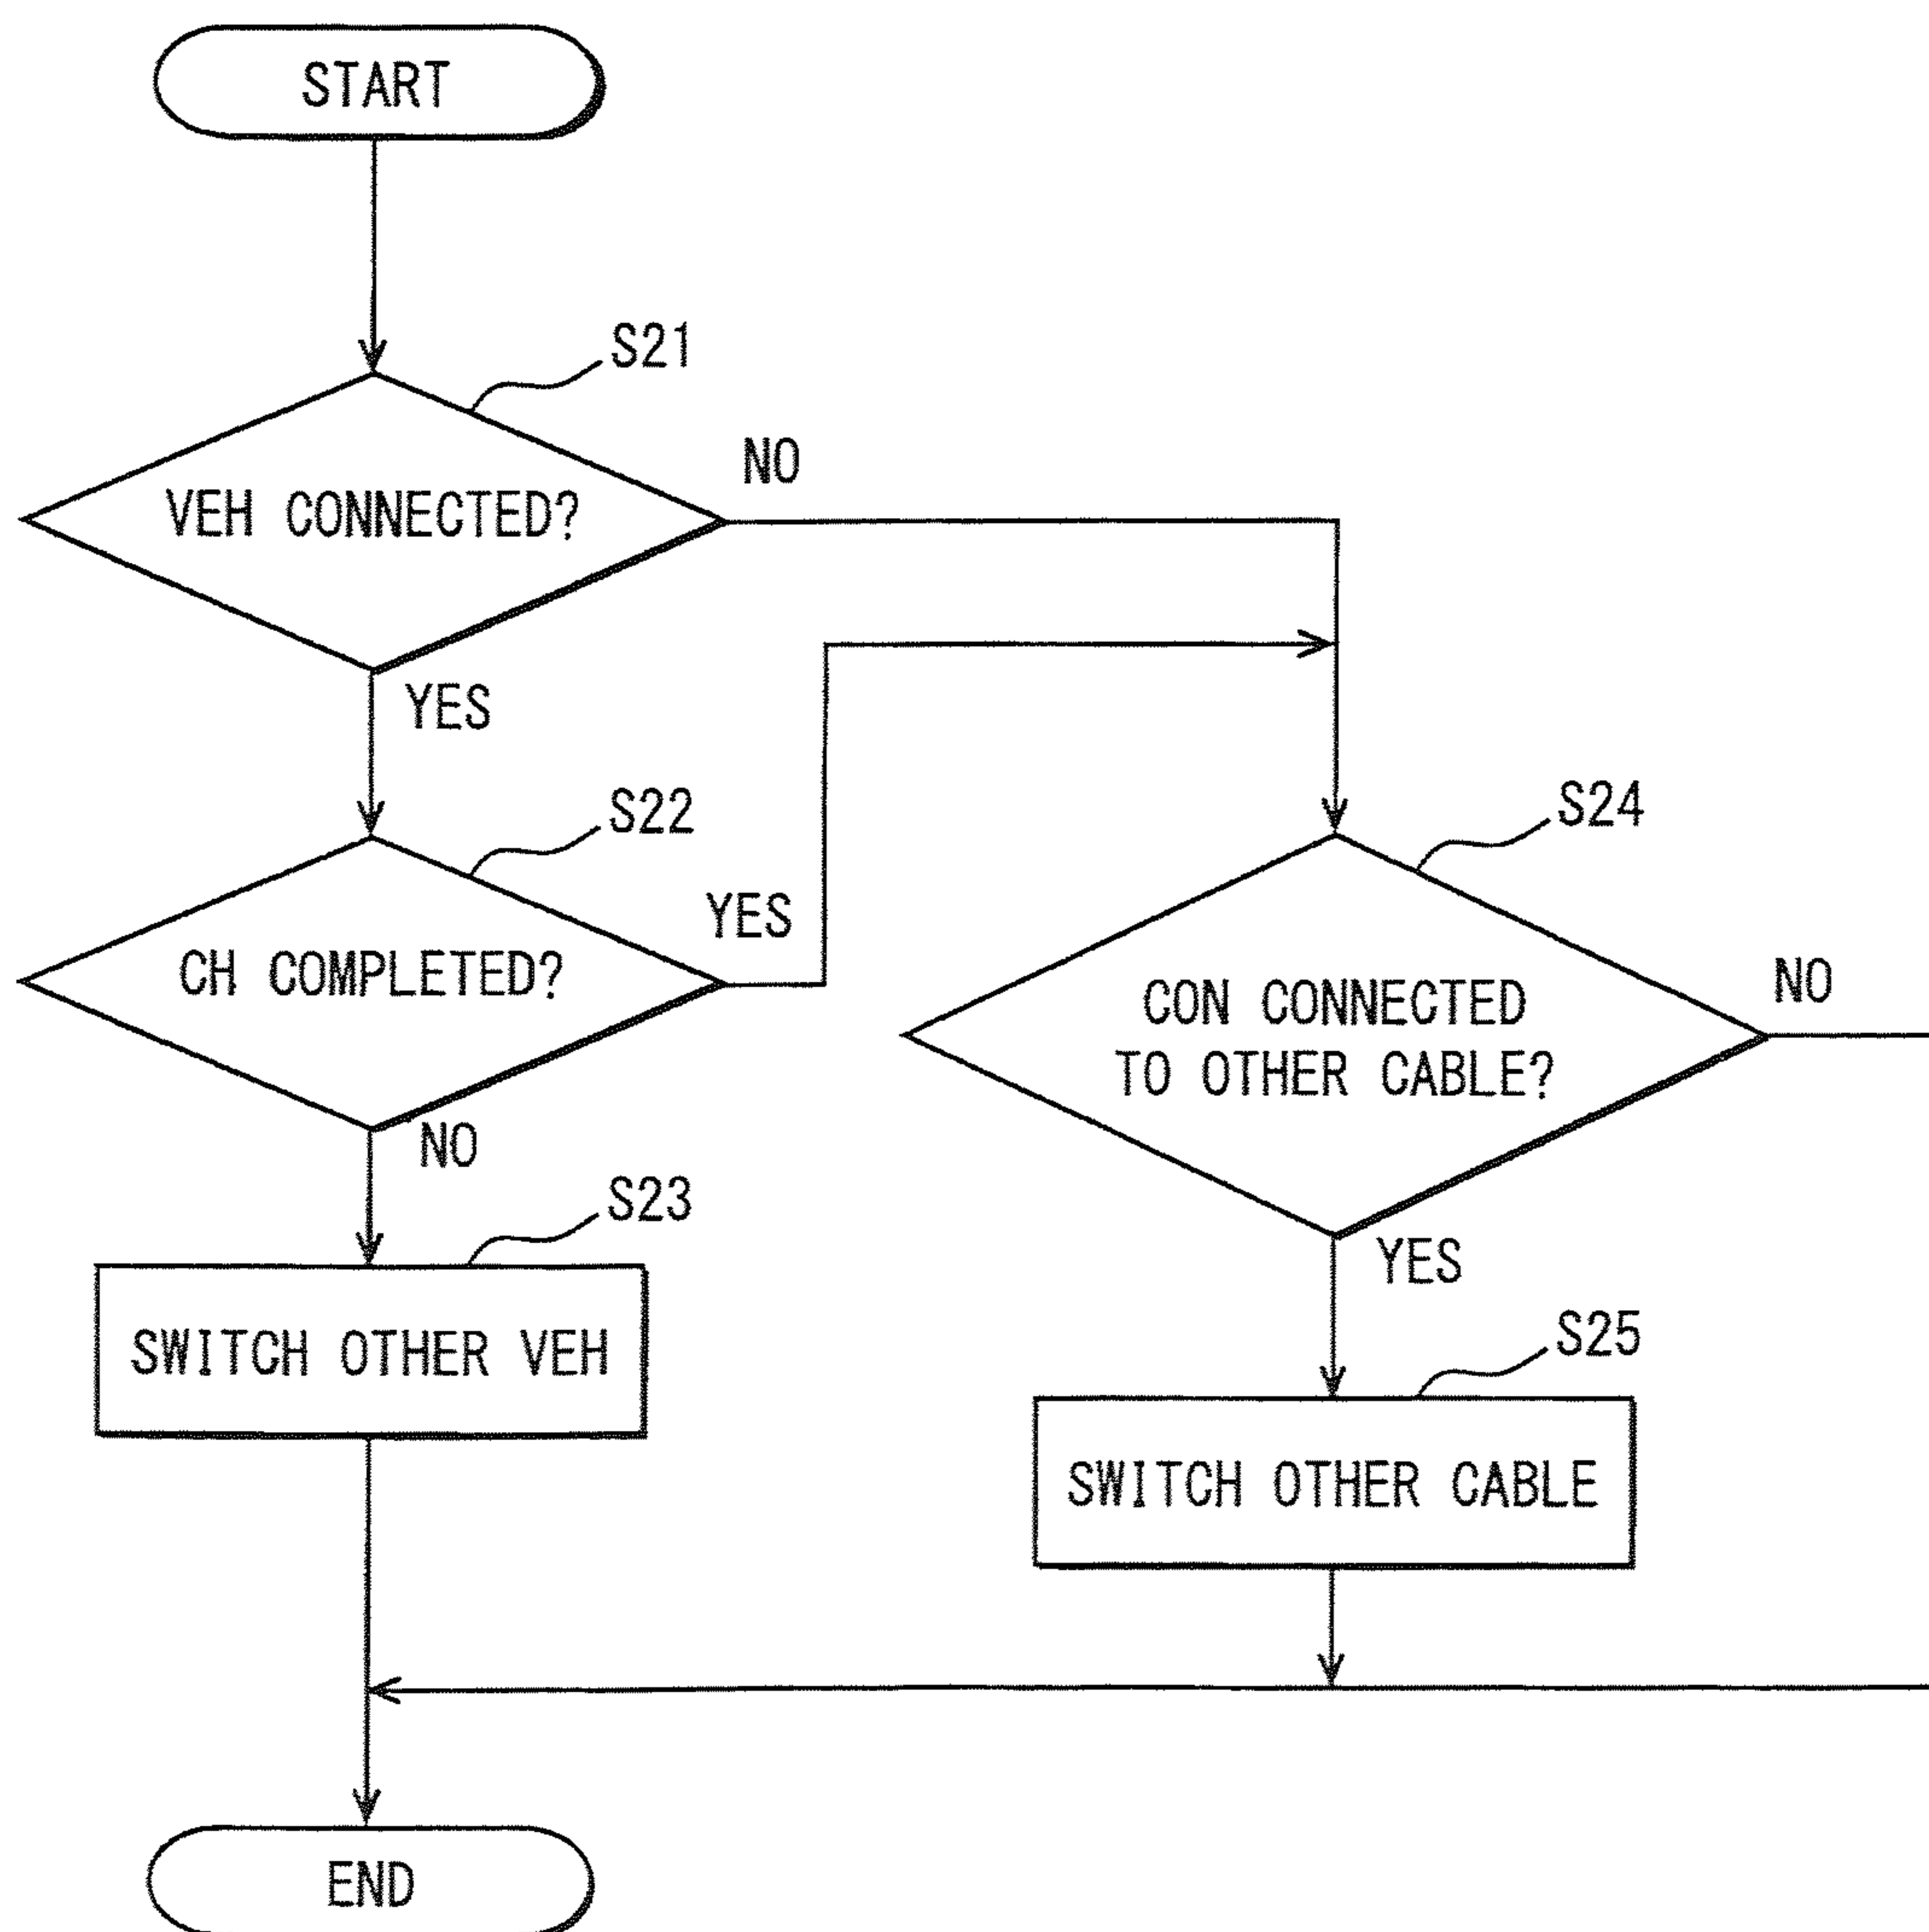 START
S21
VEH CONNECTED?
NO
YES
S22
CH COMPLETED?
YES
NO
S23
SWITCH OTHER VEH
S24
CON CONNECTED
TO OTHER CABLE?
NO
YES
S25
SWITCH OTHER CABLE
END